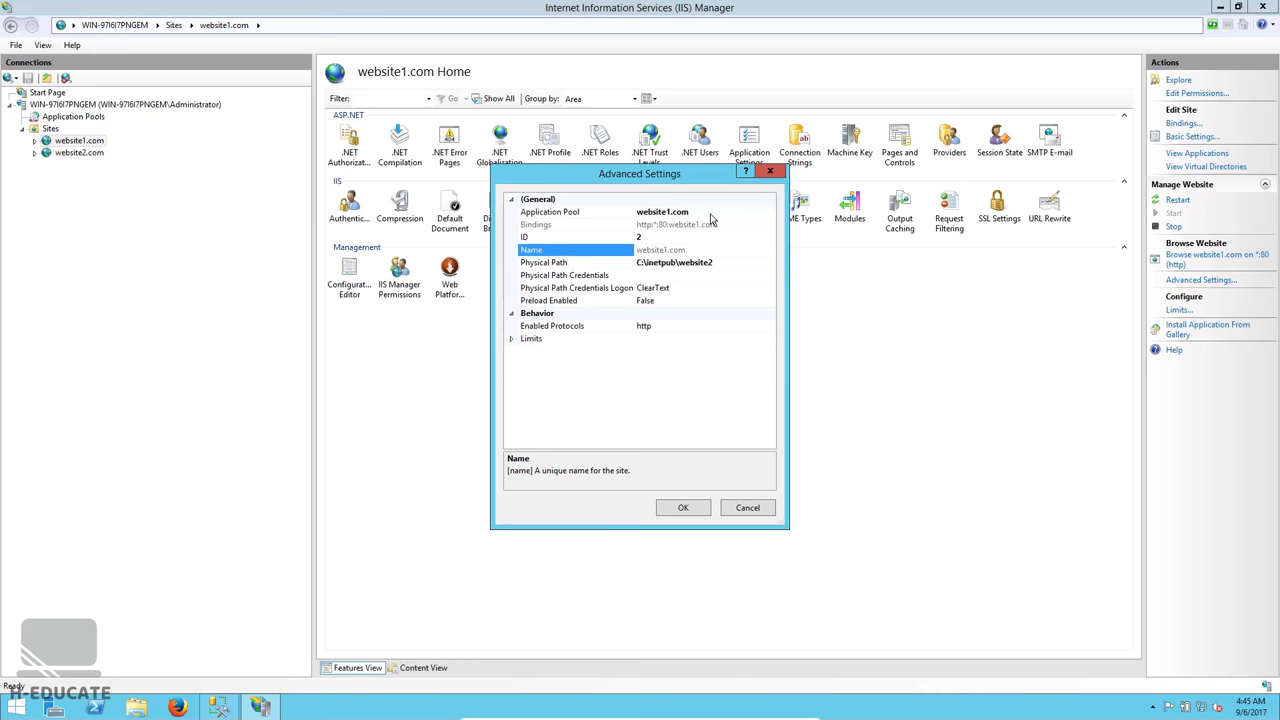 Internet Information Services (IIS) Manager
WIN-97I6I7PNGEM
Sites
website1.com
File
View
Help
Connections
Start Page
WIN-97I6I7PNGEM (WIN-97I6I7PNGEM\Administrator)
Application Pools
Sites
website1.com
website2.com
website1.com Home
Filter:
Go
Show All
Group by:
Area
ASP.NET
.NET Authorizat...
.NET Compilation
.NET Error Pages
.NET Globalization
.NET Profile
.NET Roles
.NET Trust Levels
.NET Users
Application Settings
Connection Strings
Machine Key
Pages and Controls
Providers
Session State
SMTP E-mail
IIS
Authentic...
Compression
Default Document
Modules
Output Caching
Request Filtering
SSL Settings
URL Rewrite
Management
Configurat... Editor
IIS Manager Permissions
Web Platfor...
Advanced Settings
?
(General)
Application Pool website1.com
Bindings http:*:80:website1.com
ID 2
Name website1.com
Physical Path C:\inetpub\website2
Physical Path Credentials
Physical Path Credentials Logon ClearText
Preload Enabled False
Behavior
Enabled Protocols http
Limits
Name
[name] A unique name for the site.
OK
Cancel
Features View
Content View
Actions
Explore
Edit Permissions...
Edit Site
Bindings...
Basic Settings...
View Applications
View Virtual Directories
Manage Website
Restart
Start
Stop
Browse Website
Browse website1.com on *:80
(http)
Advanced Settings...
Configure
Limits...
Install Application From
Gallery
Help
Ready
H-EDUCATE
4:45 AM
9/6/2017